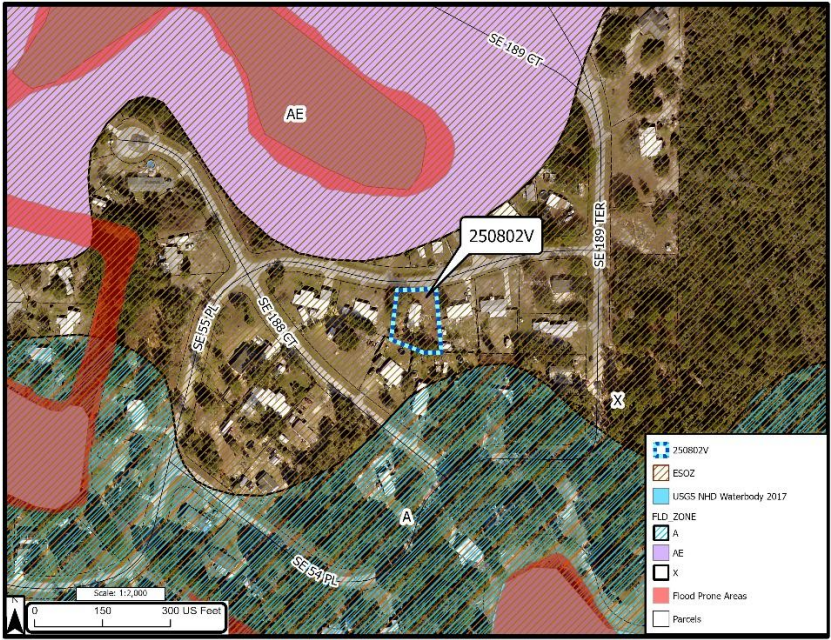 SE 189 CT
AE
250802V
SE 189 TER
SE 55 PL
SE 188 CT
X
A
SE 54 PL
250802V
ESOZ
USGS NHD Waterbody 2017
FLD_ZONE
A
AE
X
Flood Prone Areas
Parcels
N
Scale: 1:2,000
0 150 300 US Feet